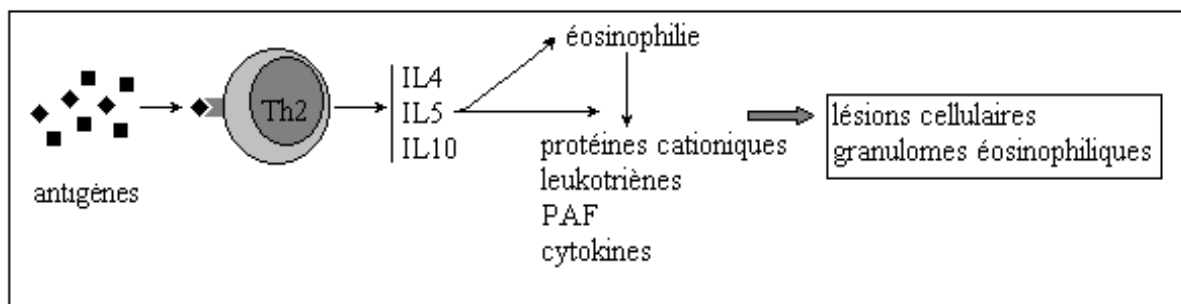 éosinophilie
Th2
IL4
IL5
IL10
antigènes
protéines cationiques
leukotriènes
PAF
cytokines
lésions cellulaires
granulomes éosinophiliques